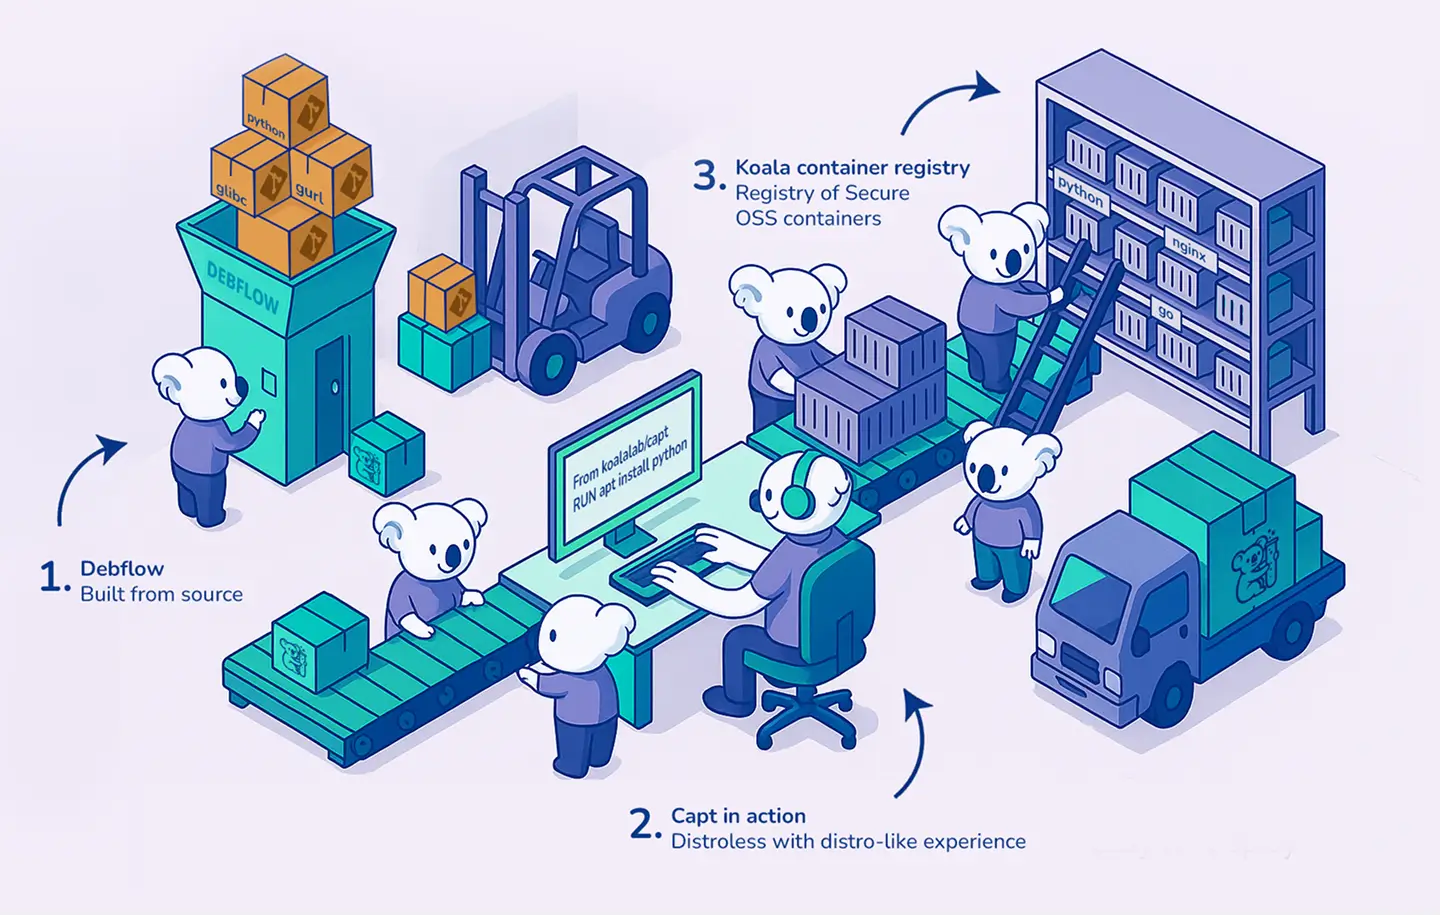 python
glibc
gurl
DEBFLOW
1. Debflow
Built from source
From koalalab/capt
RUN apt install python
2. Capt in action
Distroless with distro-like experience
3. Koala container registry
Registry of Secure
OSS containers
python
nginx
go